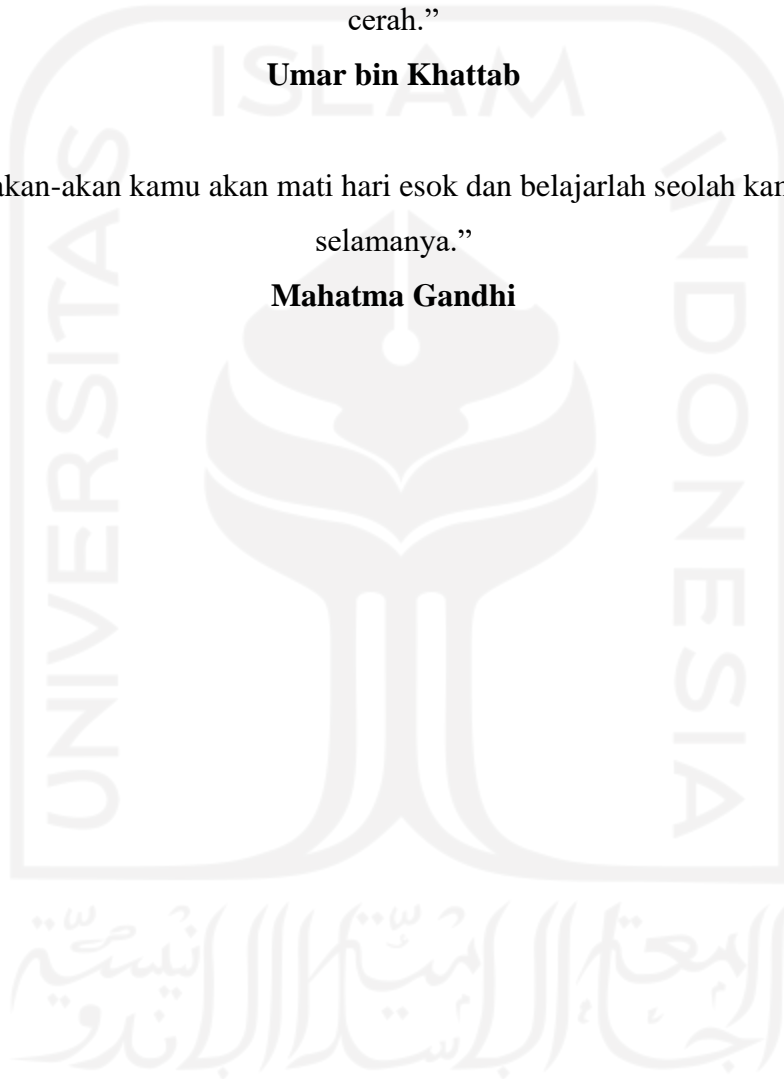 ISLAM
UNIVERSITAS
INDONESIA
cerah.”
Umar bin Khattab
akan-akan kamu akan mati hari esok dan belajarlah seolah
selamanya.”
Mahatma Gandhi